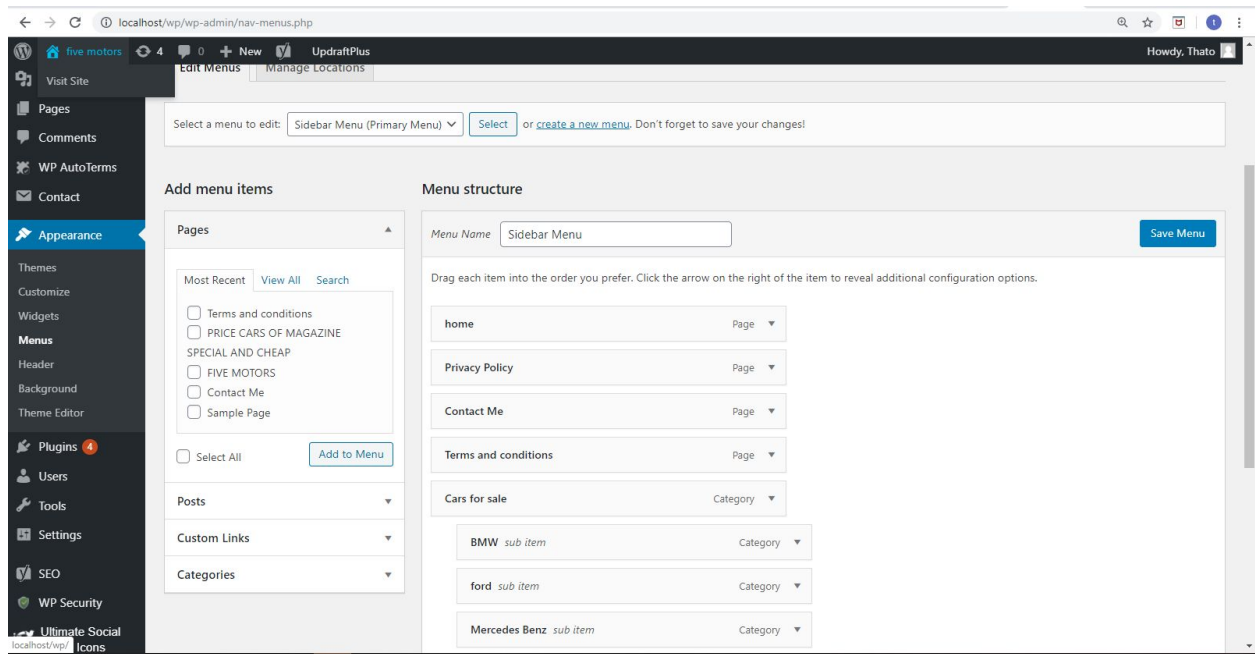 localhost/wp/wp-admin/nav-menus.php
five motors 4 0 New UpdraftPlus Howdy, Thato
Visit Site
Edit Menus Manage Locations
Pages
Comments
WP AutoTerms
Contact
Appearance
Themes
Customize
Widgets
Menus
Header
Background
Theme Editor
Plugins 4
Users
Tools
Settings
SEO
WP Security
Ultimate Social
Icons
localhost/wp/
Select a menu to edit: Sidebar Menu (Primary Menu) Select or create a new menu. Don't forget to save your changes!
Add menu items
Pages
Most Recent View All Search
Terms and conditions
PRICE CARS OF MAGAZINE
SPECIAL AND CHEAP
FIVE MOTORS
Contact Me
Sample Page
Select All Add to Menu
Posts
Custom Links
Categories
Menu structure
Menu Name Sidebar Menu Save Menu
Drag each item into the order you prefer. Click the arrow on the right of the item to reveal additional configuration options.
home Page
Privacy Policy Page
Contact Me Page
Terms and conditions Page
Cars for sale Category
BMW sub item Category
ford sub item Category
Mercedes Benz sub item Category